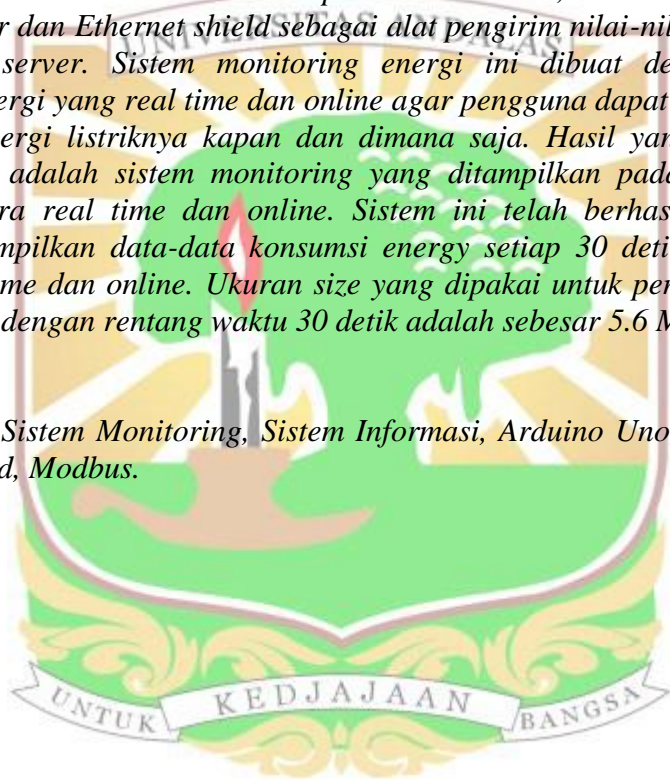 r dan Ethernet shield sebagai alat pengirim nilai-nil
UNIVERSITAS ANDALAS
server. Sistem monitoring energi ini dibuat de
ergi yang real time dan online agar pengguna dapat
ergi listriknya kapan dan dimana saja. Hasil yan
adalah sistem monitoring yang ditampilkan pada
ra real time dan online. Sistem ini telah berhas
mpilkan data-data konsumsi energy setiap 30 deti
me dan online. Ukuran size yang dipakai untuk per
dengan rentang waktu 30 detik adalah sebesar 5.6 M
Sistem Monitoring, Sistem Informasi, Arduino Uno
d, Modbus.
UNTUK KEDJAJAAN BANGSA